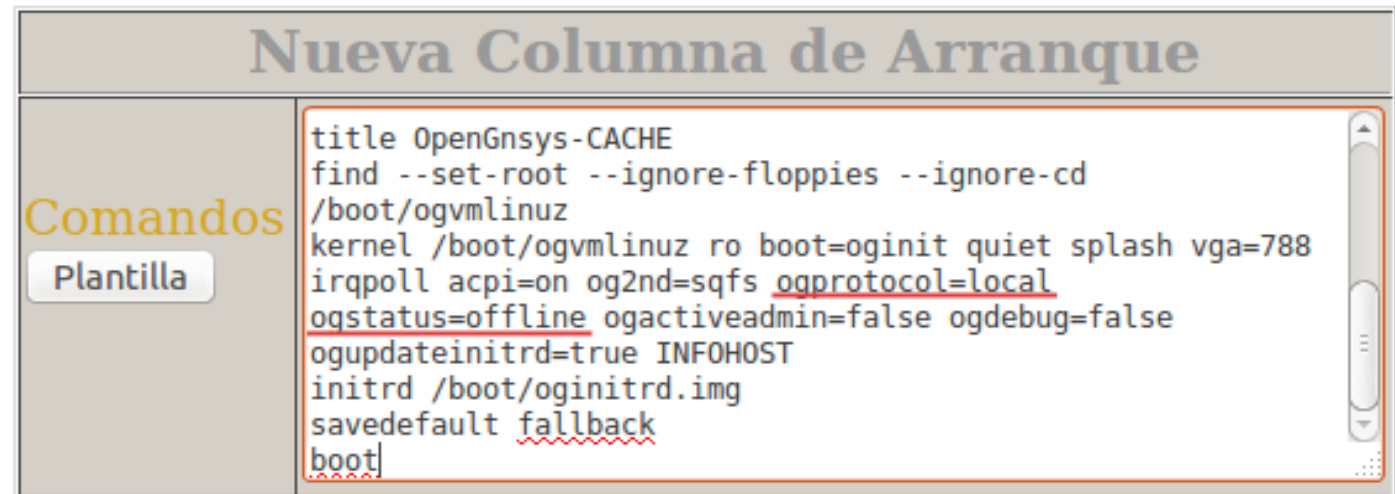 Nueva Columna de Arranque
Comandos
Plantilla
title OpenGnsys-CACHE
find --set-root --ignore-floppies --ignore-cd
/boot/ogvmlinuz
kernel /boot/ogvmlinuz ro boot=oginit quiet splash vga=788
irqpoll acpi=on og2nd=sqfs ogprotocol=local
ogstatus=offline ogactiveadmin=false ogdebug=false
ogupdateinitrd=true INFOHOST
initrd /boot/oginitrd.img
savedefault fallback
boot